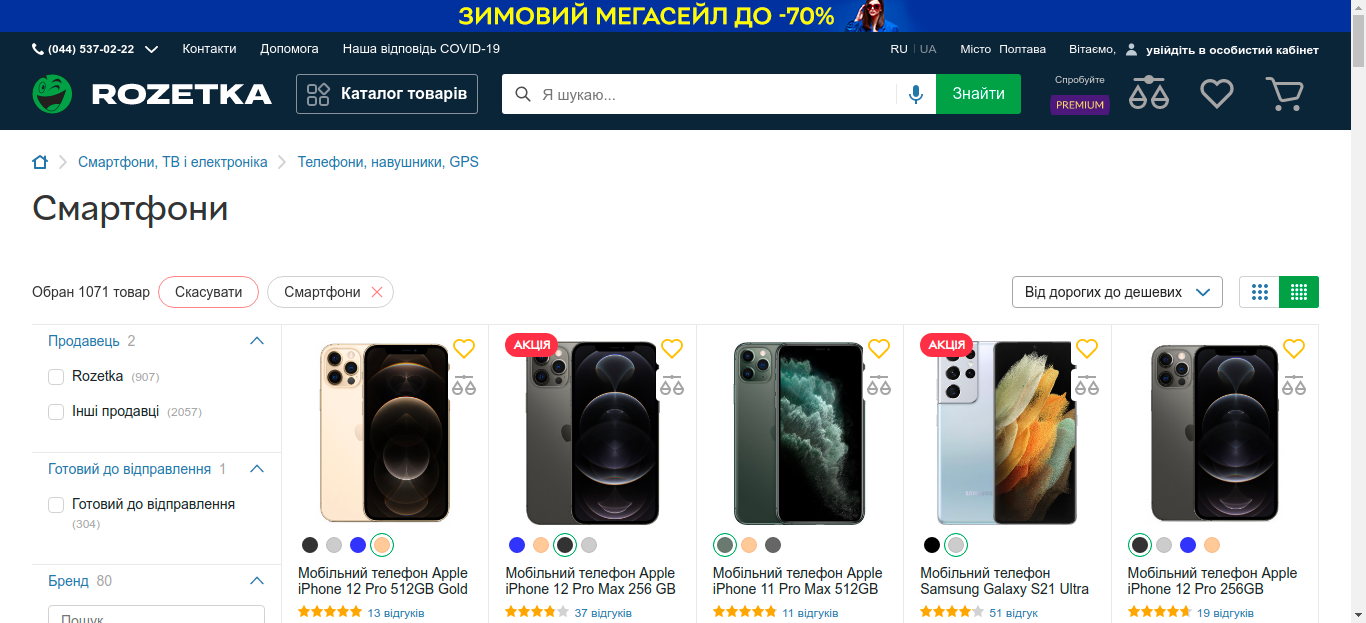 ЗИМОВИЙ МЕГАСЕЙЛ ДО -70%
(044) 537-02-22
Контакти
Допомога
Наша відповідь COVID-19
RU UA
Місто Полтава
Вітаємо, увійдіть в особистий кабінет
ROZETKA
Каталог товарів
Я шукаю...
Знайти
Спробуйте
PREMIUM
Смартфони, ТВ і електроніка
Телефони, навушники, GPS
Смартфони
Обран 1071 товар
Скасувати
Смартфони
Від дорогих до дешевих
Продавець 2
Rozetka (907)
Інші продавці (2057)
Готовий до відправлення 1
Готовий до відправлення
(304)
Бренд 80
Пошук
Мобільний телефон Apple
iPhone 12 Pro 512GB Gold
13 відгуків
АКЦІЯ
Мобільний телефон Apple
iPhone 12 Pro Max 256 GB
37 відгуків
Мобільний телефон Apple
iPhone 11 Pro Max 512GB
11 відгуків
АКЦІЯ
Мобільний телефон
Samsung Galaxy S21 Ultra
51 відгук
Мобільний телефон Apple
iPhone 12 Pro 256GB
19 відгуків